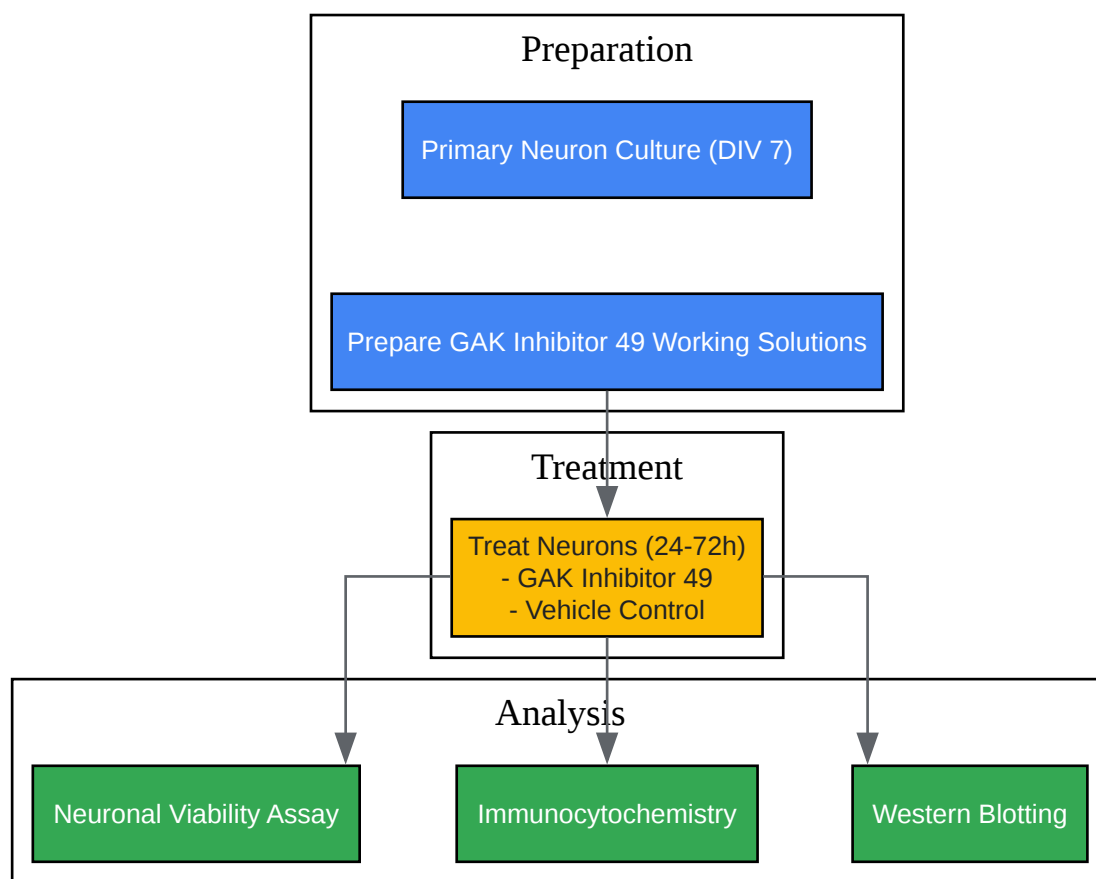 Preparation
Primary Neuron Culture (DIV 7)
Prepare GAK Inhibitor 49 Working Solutions
Treatment
Treat Neurons (24-72h)
- GAK Inhibitor 49
- Vehicle Control
Analysis
Neuronal Viability Assay
Immunocytochemistry
Western Blotting